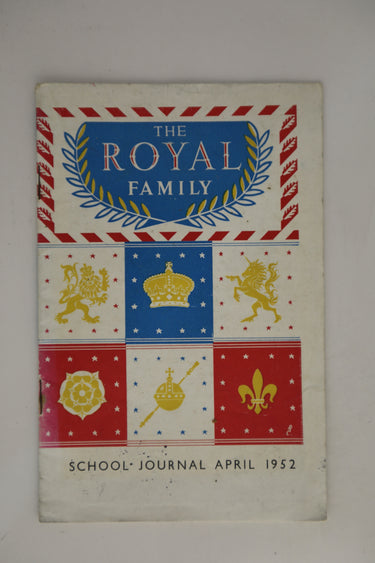 THE
ROYAL
FAMILY
SCHOOL JOURNAL APRIL 1952